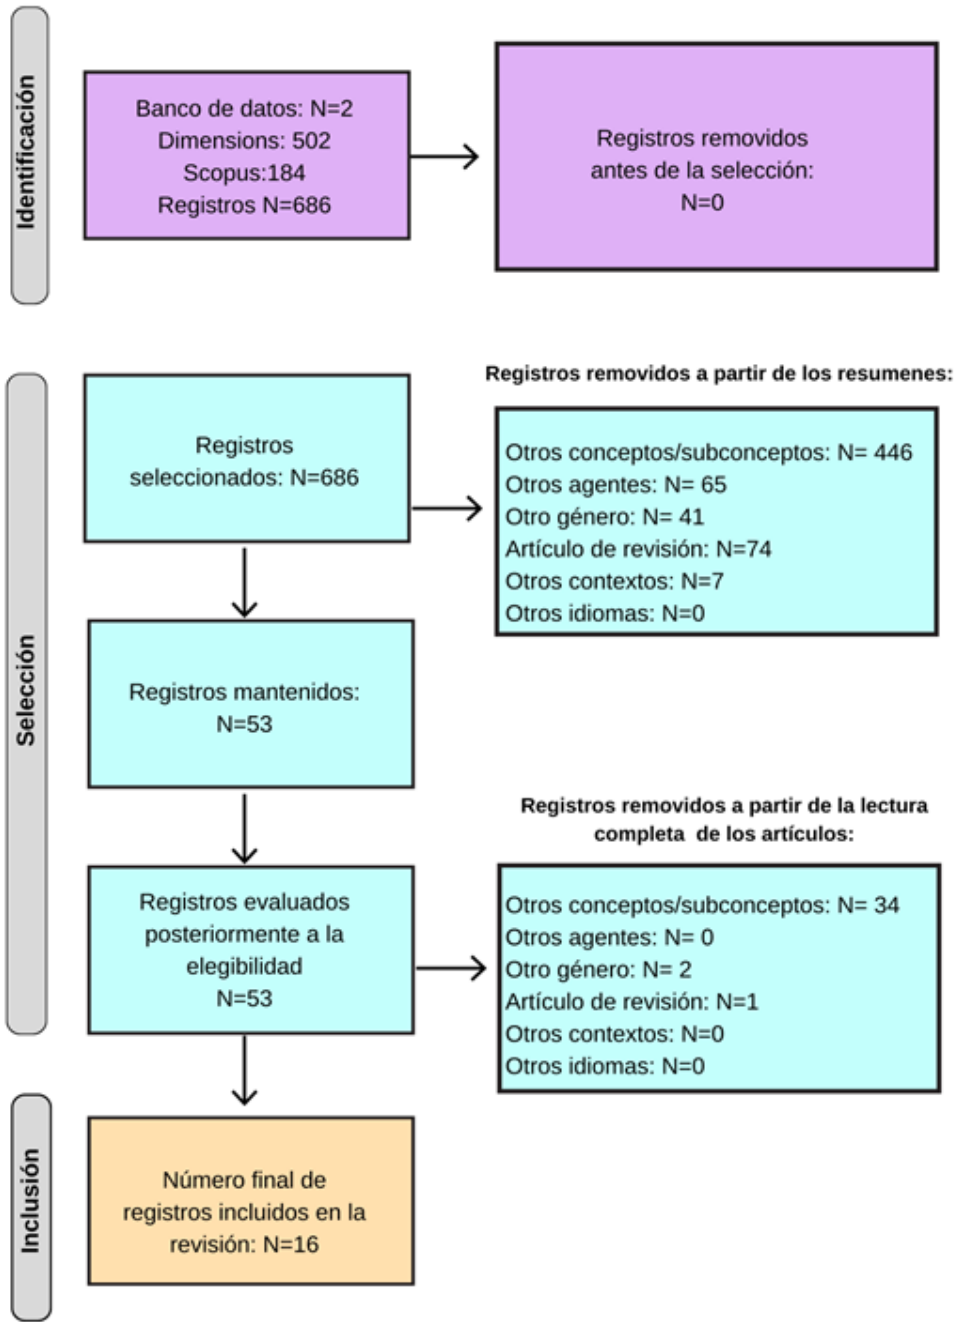 Identificación
Banco de datos: N=2
Dimensions: 502
Scopus:184
Registros N=686
Registros removidos
antes de la selección:
N=0
Selección
Registros
seleccionados: N=686
Registros removidos a partir de los resumenes:
Otros conceptos/subconceptos: N= 446
Otros agentes: N= 65
Otro género: N= 41
Artículo de revisión: N=74
Otros contextos: N=7
Otros idiomas: N=0
Registros mantenidos:
N=53
Registros evaluados
posteriormente a la
elegibilidad
N=53
Registros removidos a partir de la lectura
completa de los artículos:
Otros conceptos/subconceptos: N= 34
Otros agentes: N= 0
Otro género: N= 2
Artículo de revisión: N=1
Otros contextos: N=0
Otros idiomas: N=0
Inclusión
Número final de
registros incluidos en la
revisión: N=16